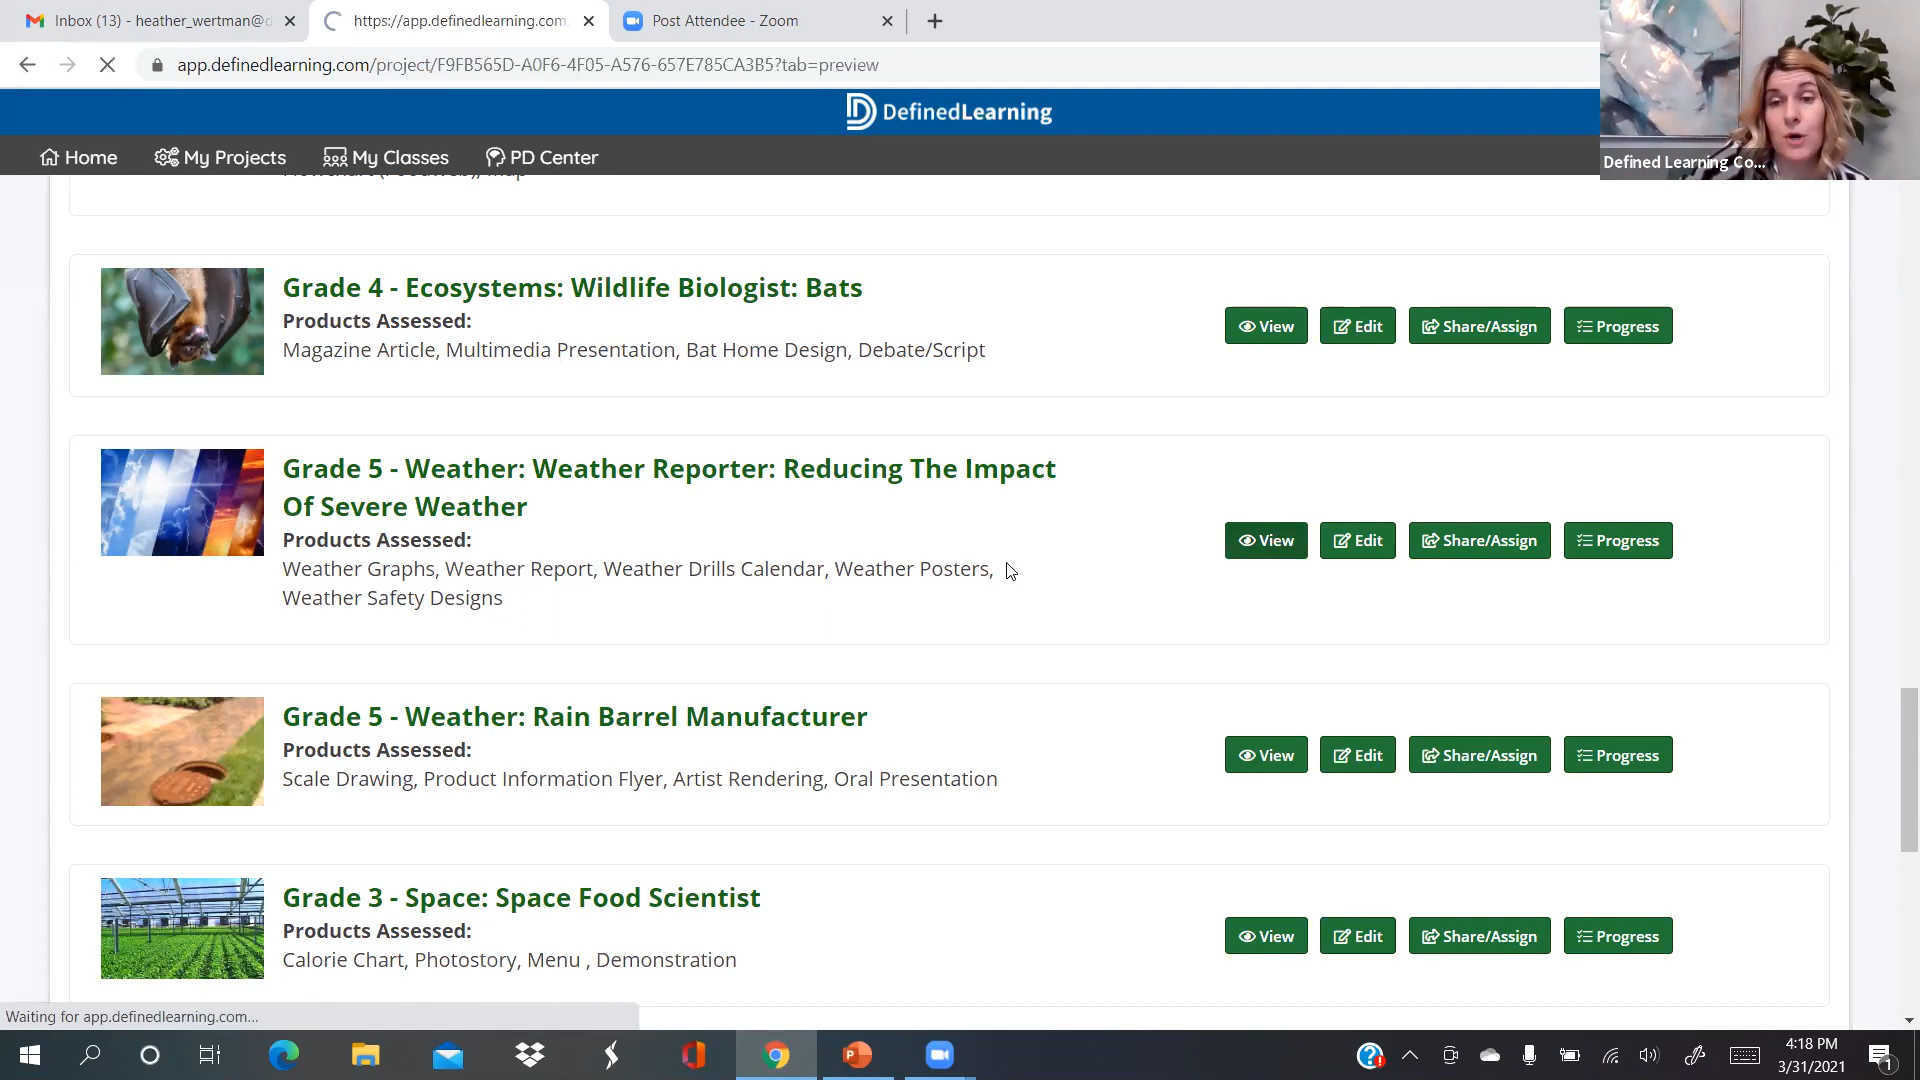 Inbox (13) - heather_wertman@d
https://app.definedlearning.com
Post Attendee - Zoom
app.definedlearning.com/project/F9FB565D-A0F6-4F05-A576-657E785CA3B5?tab=preview
DefinedLearning
Home My Projects My Classes PD Center
Defined Learning Co...
Grade 4 - Ecosystems: Wildlife Biologist: Bats
Products Assessed:
Magazine Article, Multimedia Presentation, Bat Home Design, Debate/Script
View Edit Share/Assign Progress
Grade 5 - Weather: Weather Reporter: Reducing The Impact
Of Severe Weather
Products Assessed:
Weather Graphs, Weather Report, Weather Drills Calendar, Weather Posters,
Weather Safety Designs
View Edit Share/Assign Progress
Grade 5 - Weather: Rain Barrel Manufacturer
Products Assessed:
Scale Drawing, Product Information Flyer, Artist Rendering, Oral Presentation
View Edit Share/Assign Progress
Grade 3 - Space: Space Food Scientist
Products Assessed:
Calorie Chart, Photostory, Menu , Demonstration
View Edit Share/Assign Progress
Waiting for app.definedlearning.com...
4:18 PM
3/31/2021
1